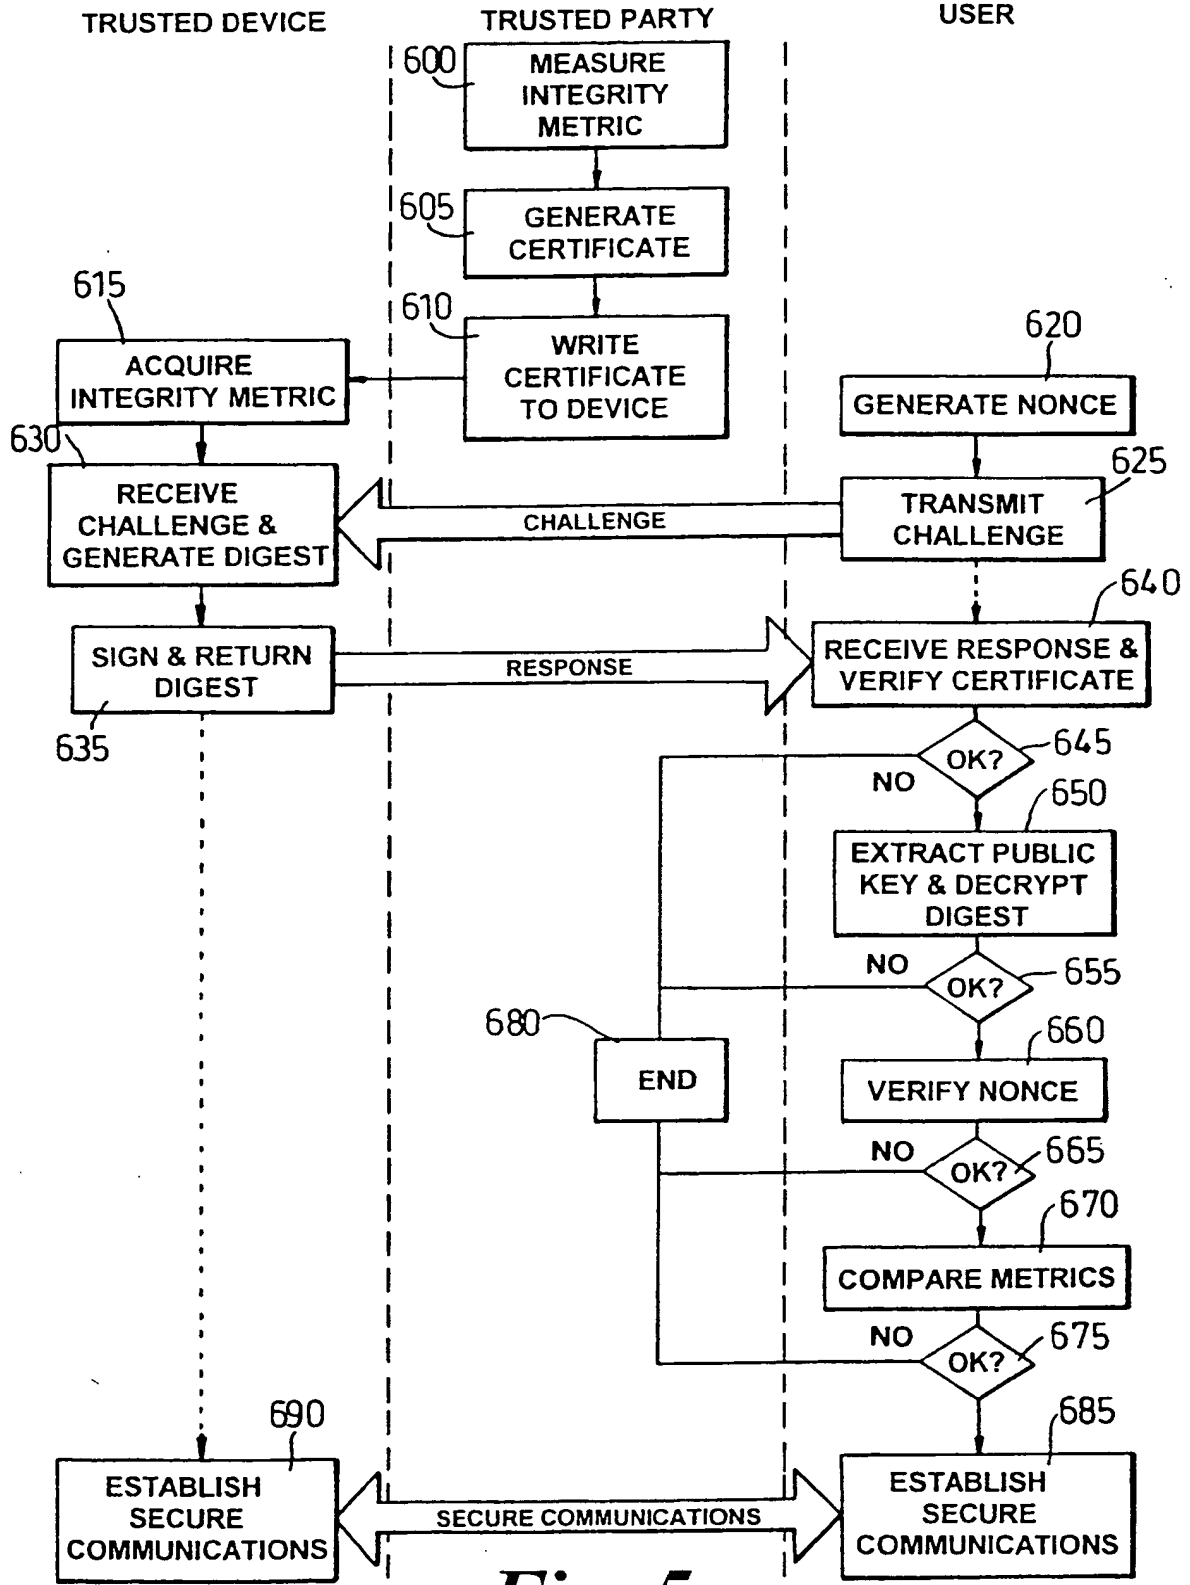 TRUSTED DEVICE
TRUSTED PARTY
USER
600
MEASURE
INTEGRITY
METRIC
605
GENERATE
CERTIFICATE
610
WRITE
CERTIFICATE
TO DEVICE
615
ACQUIRE
INTEGRITY METRIC
620
GENERATE NONCE
625
TRANSMIT
CHALLENGE
CHALLENGE
630
RECEIVE
CHALLENGE &
GENERATE DIGEST
635
SIGN & RETURN
DIGEST
RESPONSE
640
RECEIVE RESPONSE &
VERIFY CERTIFICATE
645
OK?
NO
650
EXTRACT PUBLIC
KEY & DECRYPT
DIGEST
655
OK?
NO
680
END
660
VERIFY NONCE
665
OK?
NO
670
COMPARE METRICS
675
OK?
NO
690
ESTABLISH
SECURE
COMMUNICATIONS
SECURE COMMUNICATIONS
685
ESTABLISH
SECURE
COMMUNICATIONS